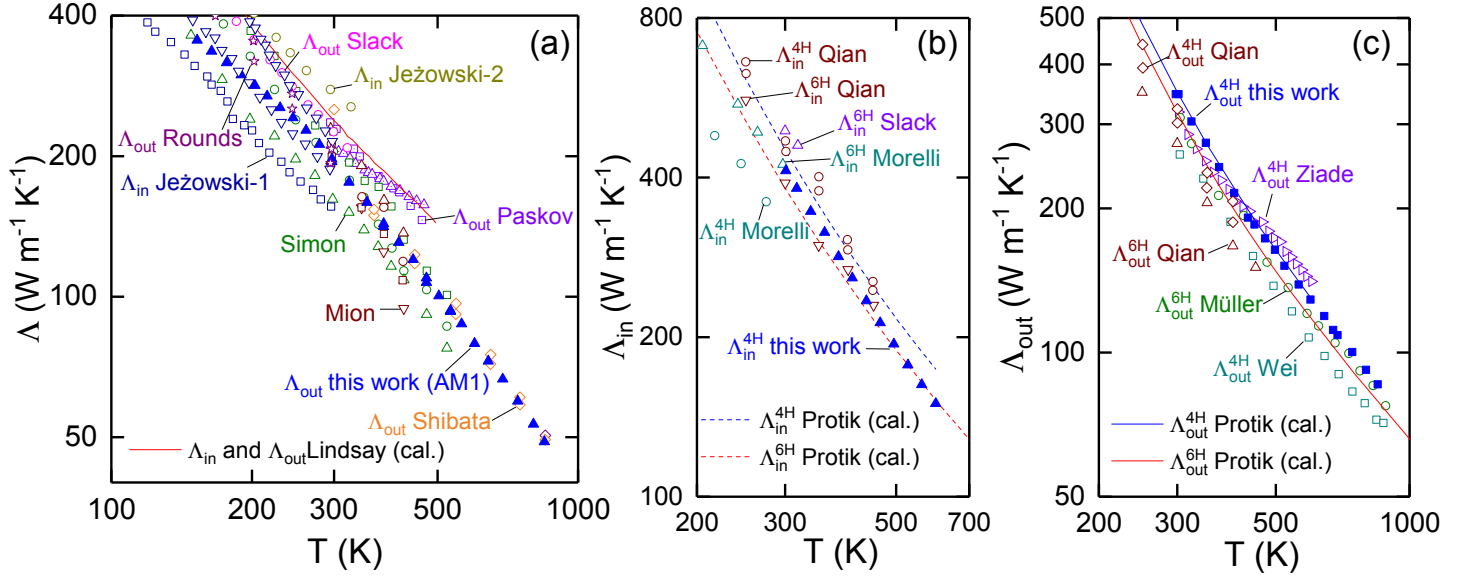 (a)
400
200
100
50
100
200
300
500
1000
T (K)
Λ (W m⁻¹ K⁻¹)
Λout Slack
Λin Jeżowski-2
Λout Rounds
Λin Jeżowski-1
Λout Paskov
Simon
Mion
Λout this work (AM1)
Λout Shibata
Λin and ΛoutLindsay (cal.)
(b)
800
400
200
100
200
300
500
700
T (K)
Λin (W m⁻¹ K⁻¹)
Λin⁴ᴴ Qian
Λin⁶ᴴ Qian
Λin⁶ᴴ Slack
Λin⁶ᴴ Morelli
Λin⁴ᴴ Morelli
Λin⁴ᴴ this work
Λin⁴ᴴ Protik (cal.)
Λin⁶ᴴ Protik (cal.)
(c)
500
400
300
200
100
50
200
300
500
1000
T (K)
Λout (W m⁻¹ K⁻¹)
Λout⁴ᴴ Qian
Λout⁴ᴴ this work
Λout⁴ᴴ Ziade
Λout⁶ᴴ Qian
Λout⁶ᴴ Müller
Λout⁴ᴴ Wei
Λout⁴ᴴ Protik (cal.)
Λout⁶ᴴ Protik (cal.)